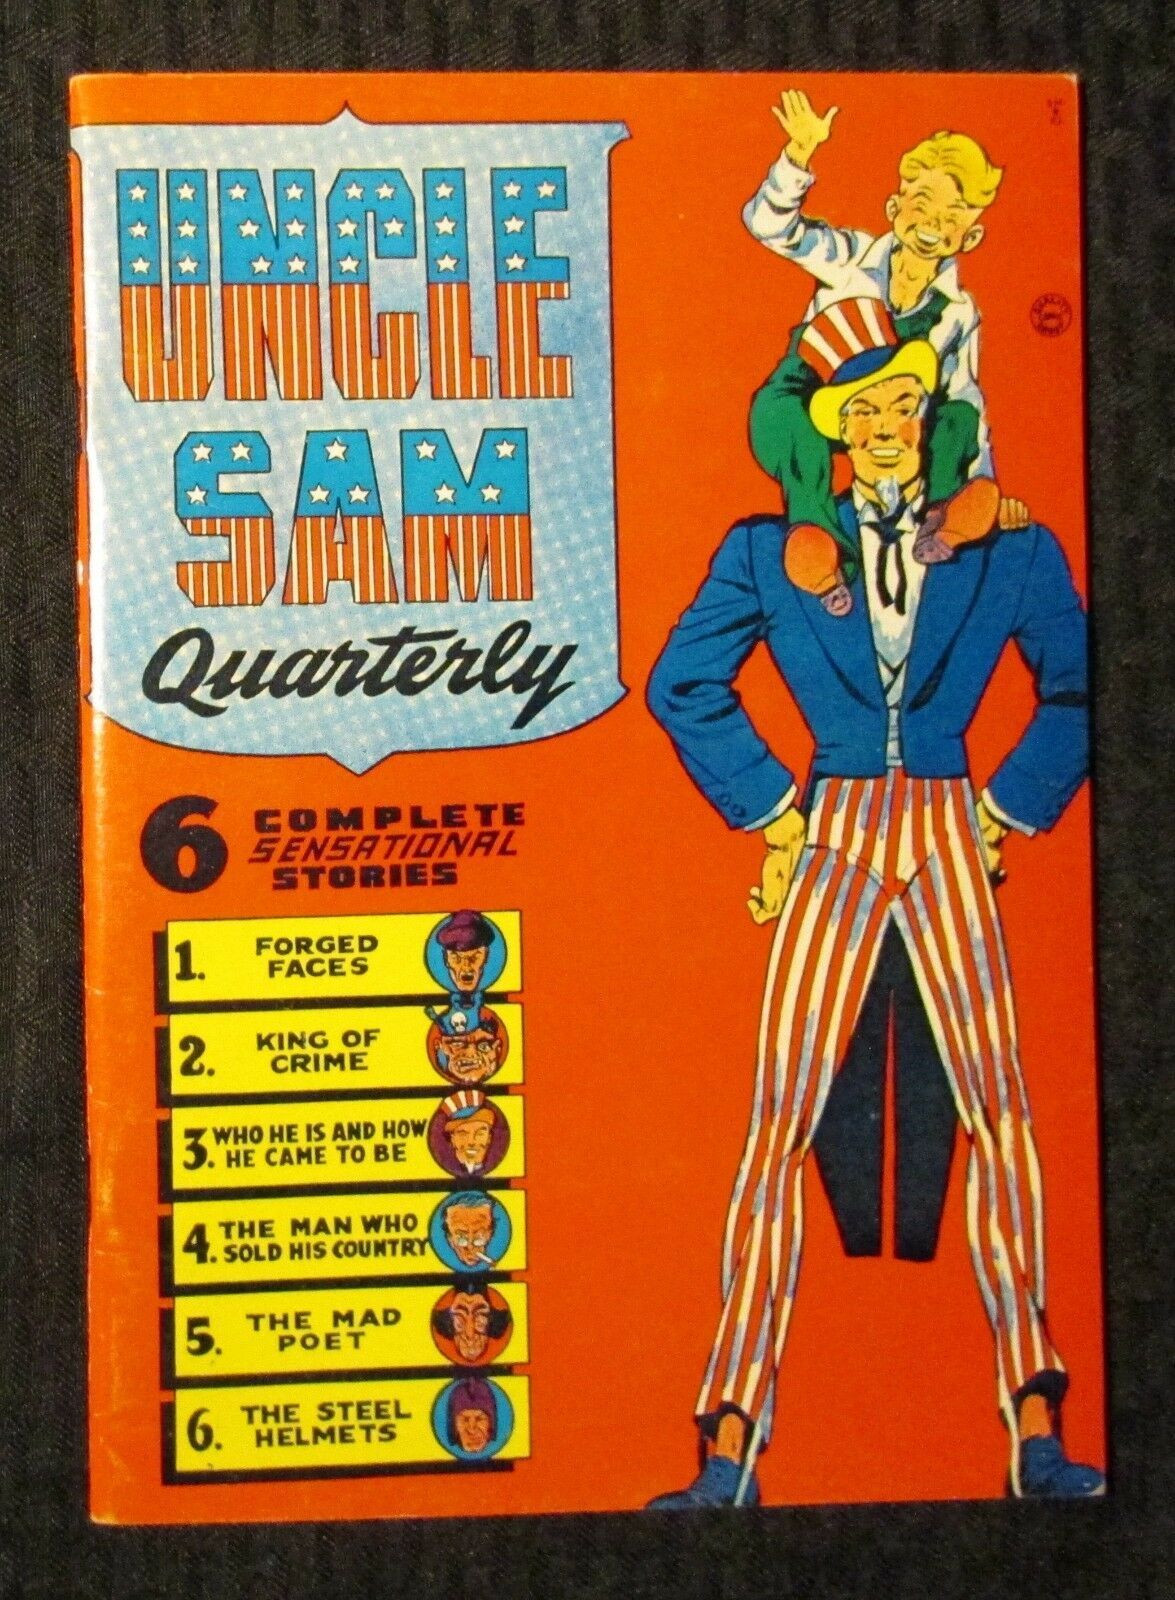 UNCLE
SAM
Quarterly
6 COMPLETE
SENSATIONAL
STORIES
1. FORGED
FACES
2. KING OF
CRIME
3. WHO HE IS AND HOW
HE CAME TO BE
4. THE MAN WHO
SOLD HIS COUNTRY
5. THE MAD
POET
6. THE STEEL
HELMETS
QUALITY
GROUP